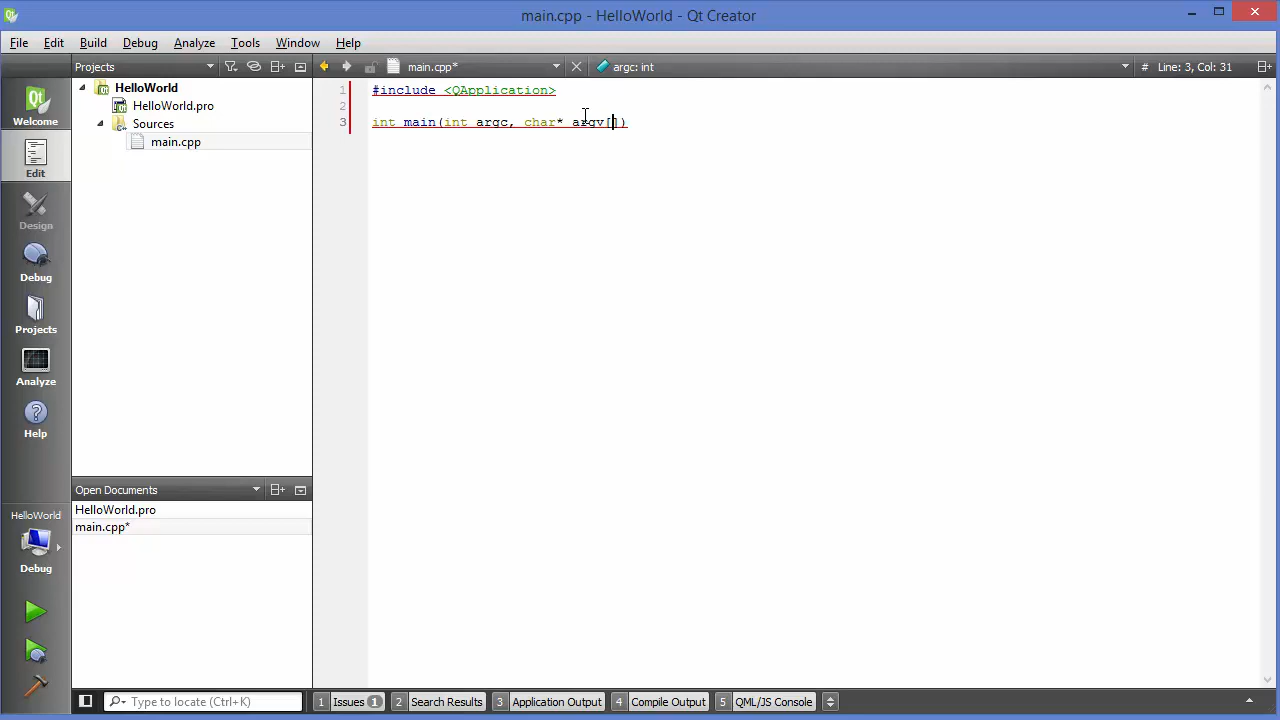 main.cpp - HelloWorld - Qt Creator
File Edit Build Debug Analyze Tools Window Help
Projects main.cpp* argc: int # Line: 3, Col: 31
HelloWorld
HelloWorld.pro
Sources
main.cpp
Welcome
Edit
Design
Debug
Projects
Analyze
Help
1 #include <QApplication>
2
3 int main(int argc, char* argv[])
Open Documents
HelloWorld.pro
main.cpp*
HelloWorld
Debug
Type to locate (Ctrl+K) 1 Issues 1 2 Search Results 3 Application Output 4 Compile Output 5 QML/JS Console